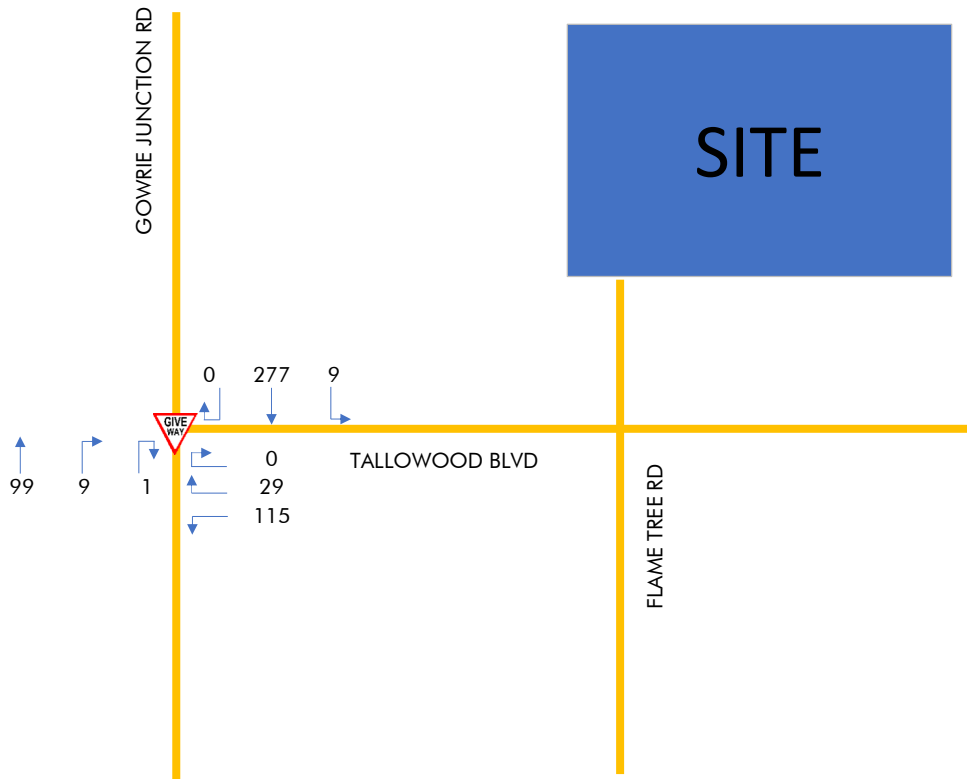 GOWRIE JUNCTION RD
SITE
0 277 9
GIVE
WAY
99 9 1
0
29
115
TALLOWOOD BLVD
FLAME TREE RD